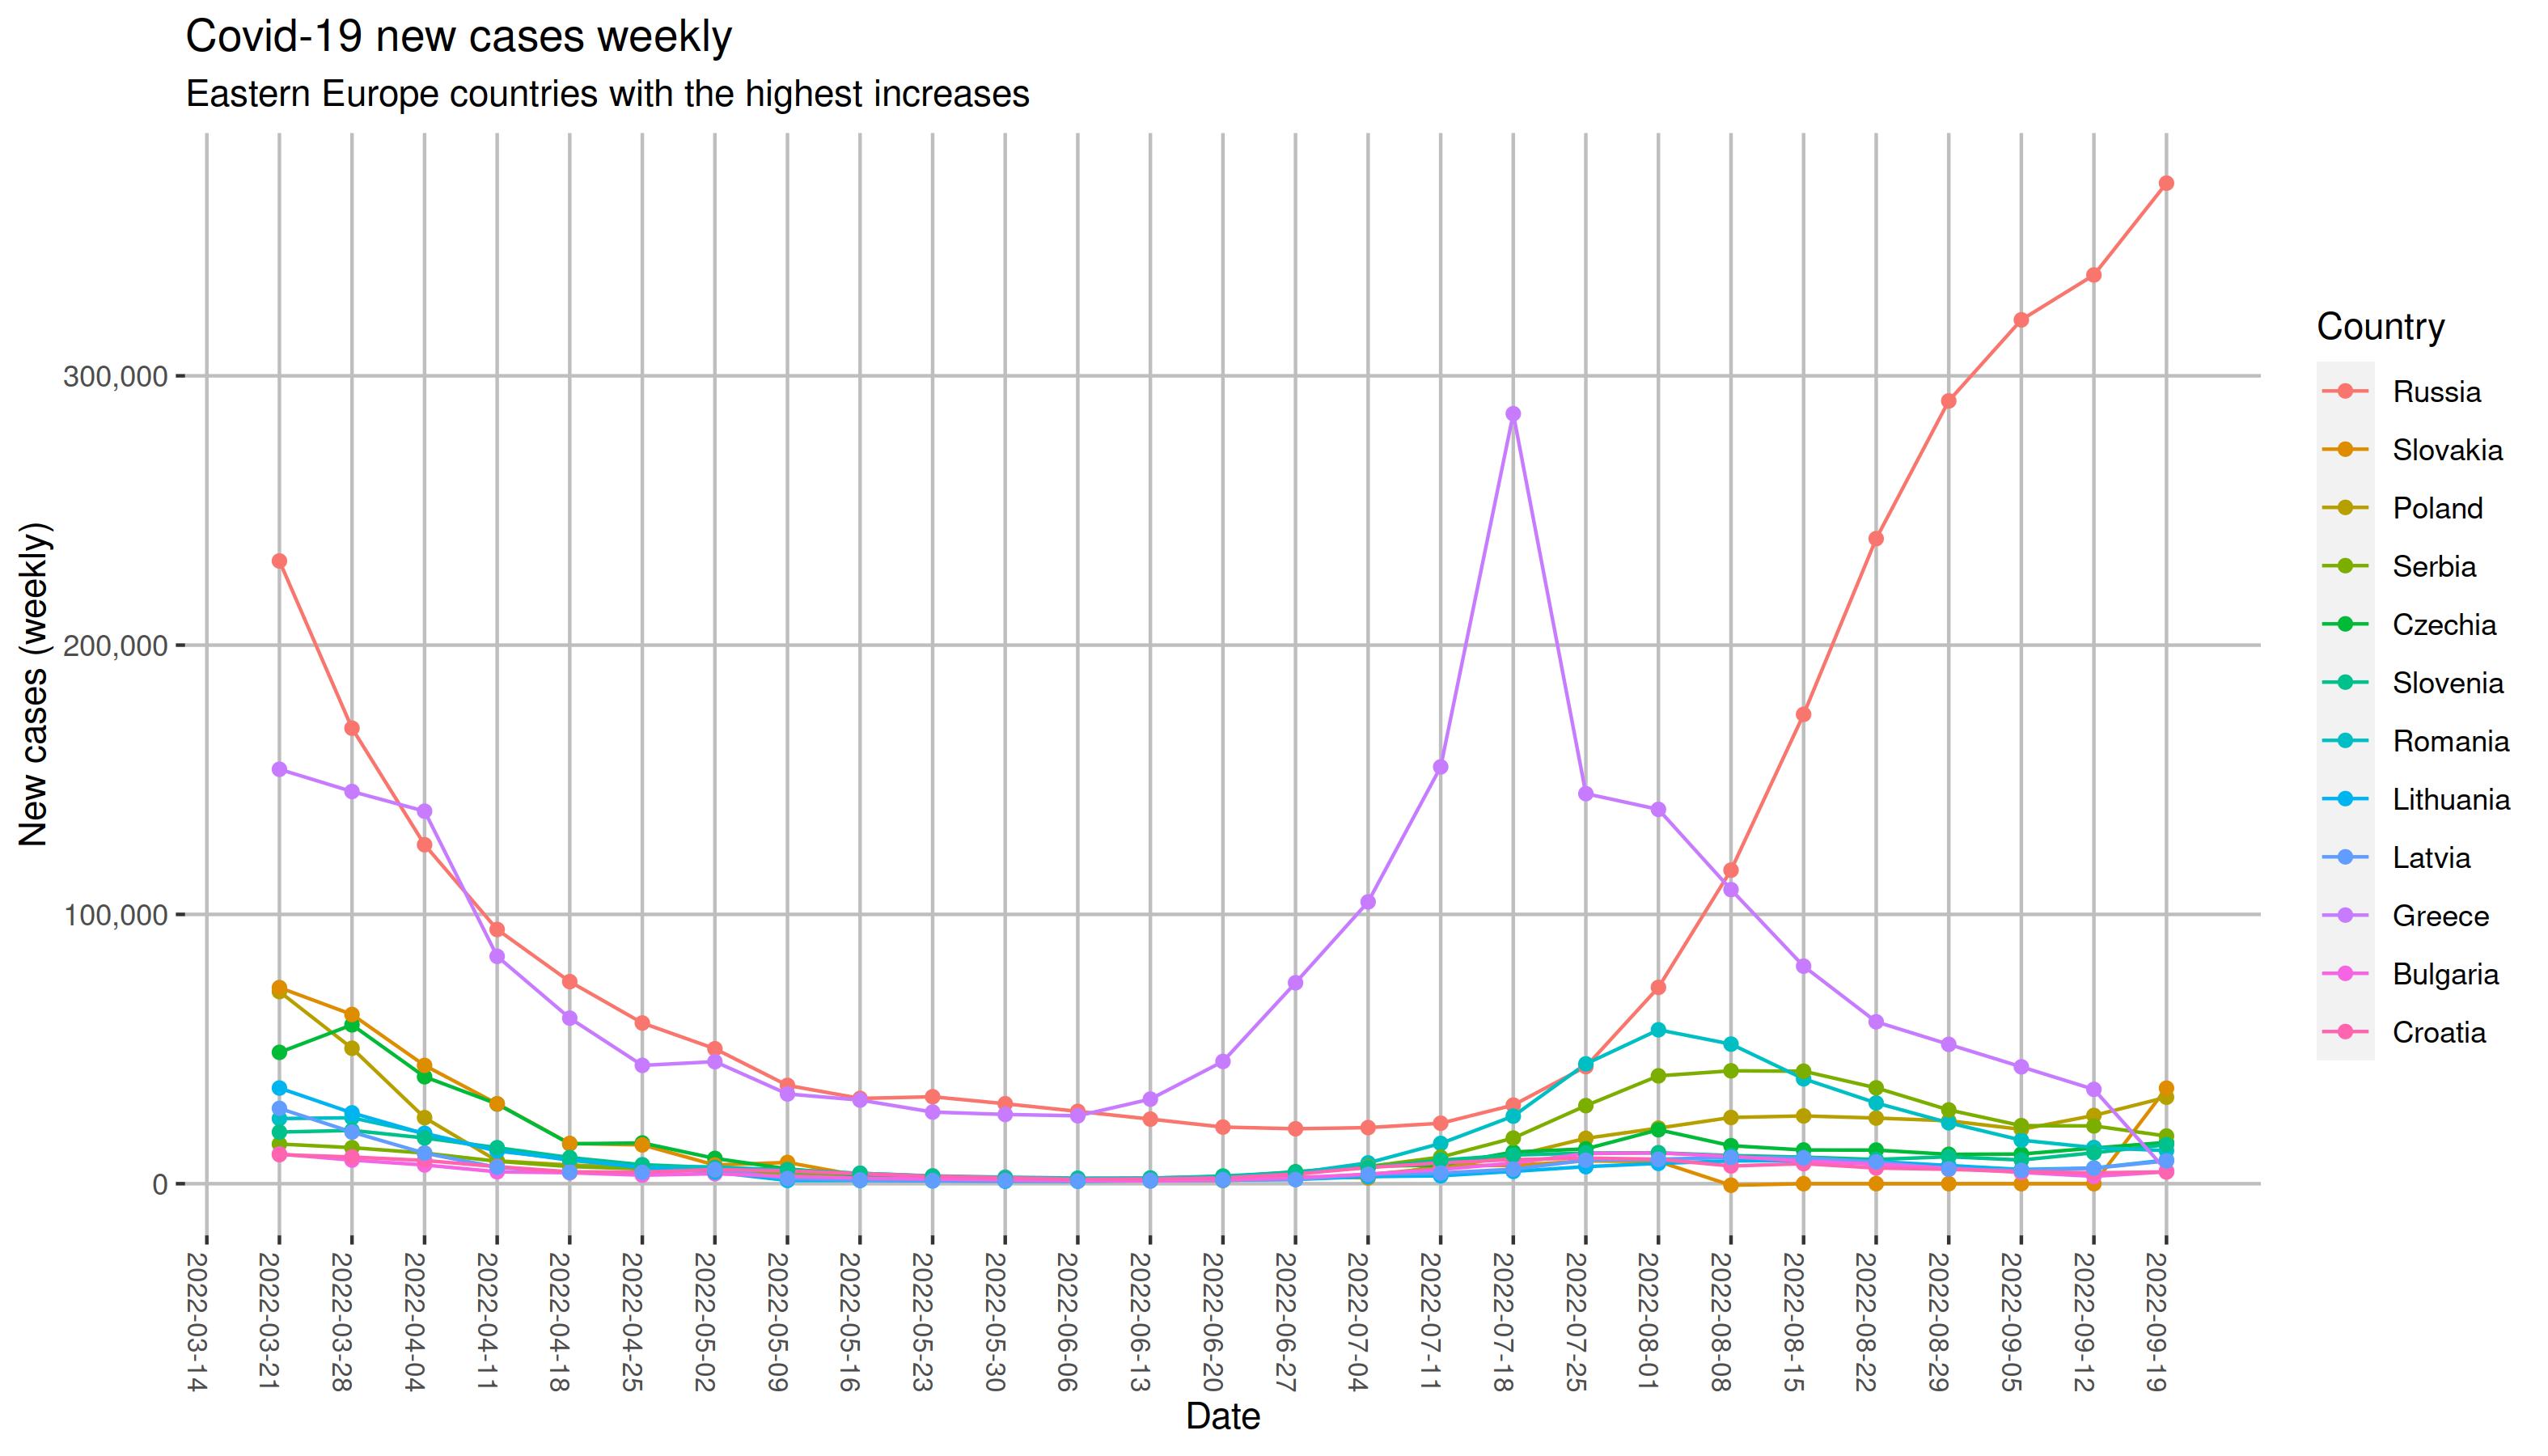 Covid-19 new cases weekly
Eastern Europe countries with the highest increases
New cases (weekly)
300,000
200,000
100,000
0
2022-03-14
2022-03-21
2022-03-28
2022-04-04
2022-04-11
2022-04-18
2022-04-25
2022-05-02
2022-05-09
2022-05-16
2022-05-23
2022-05-30
2022-06-06
2022-06-13
2022-06-20
2022-06-27
2022-07-04
2022-07-11
2022-07-18
2022-07-25
2022-08-01
2022-08-08
2022-08-15
2022-08-22
2022-08-29
2022-09-05
2022-09-12
2022-09-19
Date
Country
Russia
Slovakia
Poland
Serbia
Czechia
Slovenia
Romania
Lithuania
Latvia
Greece
Bulgaria
Croatia